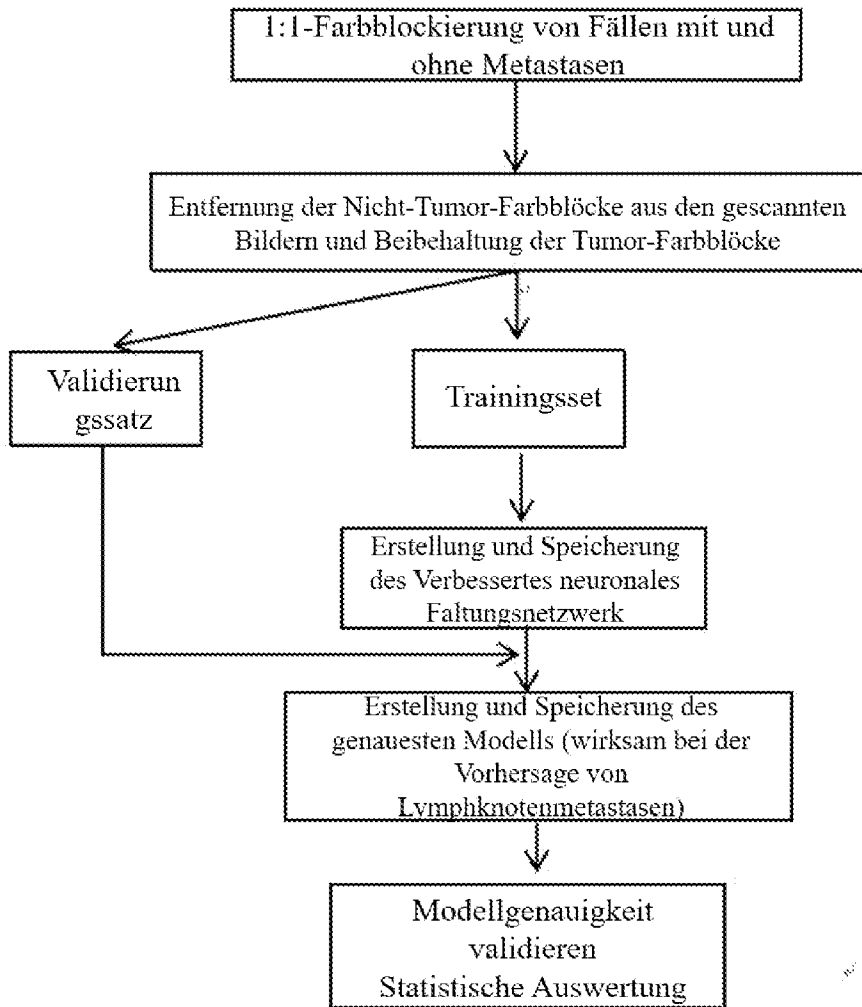 1:1-Farbblockierung von Fällen mit und
ohne Metastasen
Entfernung der Nicht-Tumor-Farbblöcke aus den gescannten
Bildern und Beibehaltung der Tumor-Farbblöcke
Validierun
gssatz
Trainingsset
Erstellung und Speicherung
des Verbessertes neuronales
Faltungsnetzwerk
Erstellung und Speicherung des
genauesten Modells (wirksam bei der
Vorhersage von
Lymphknotenmetastasen)
Modellgenauigkeit
validieren
Statistische Auswertung